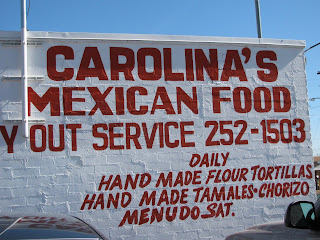 CAROLINA'S
MEXICAN FOOD
Y OUT SERVICE 252-1503
DAILY
HAND MADE FLOUR TORTILLAS
HAND MADE TAMALES-CHORIZO
MENUDO SAT.